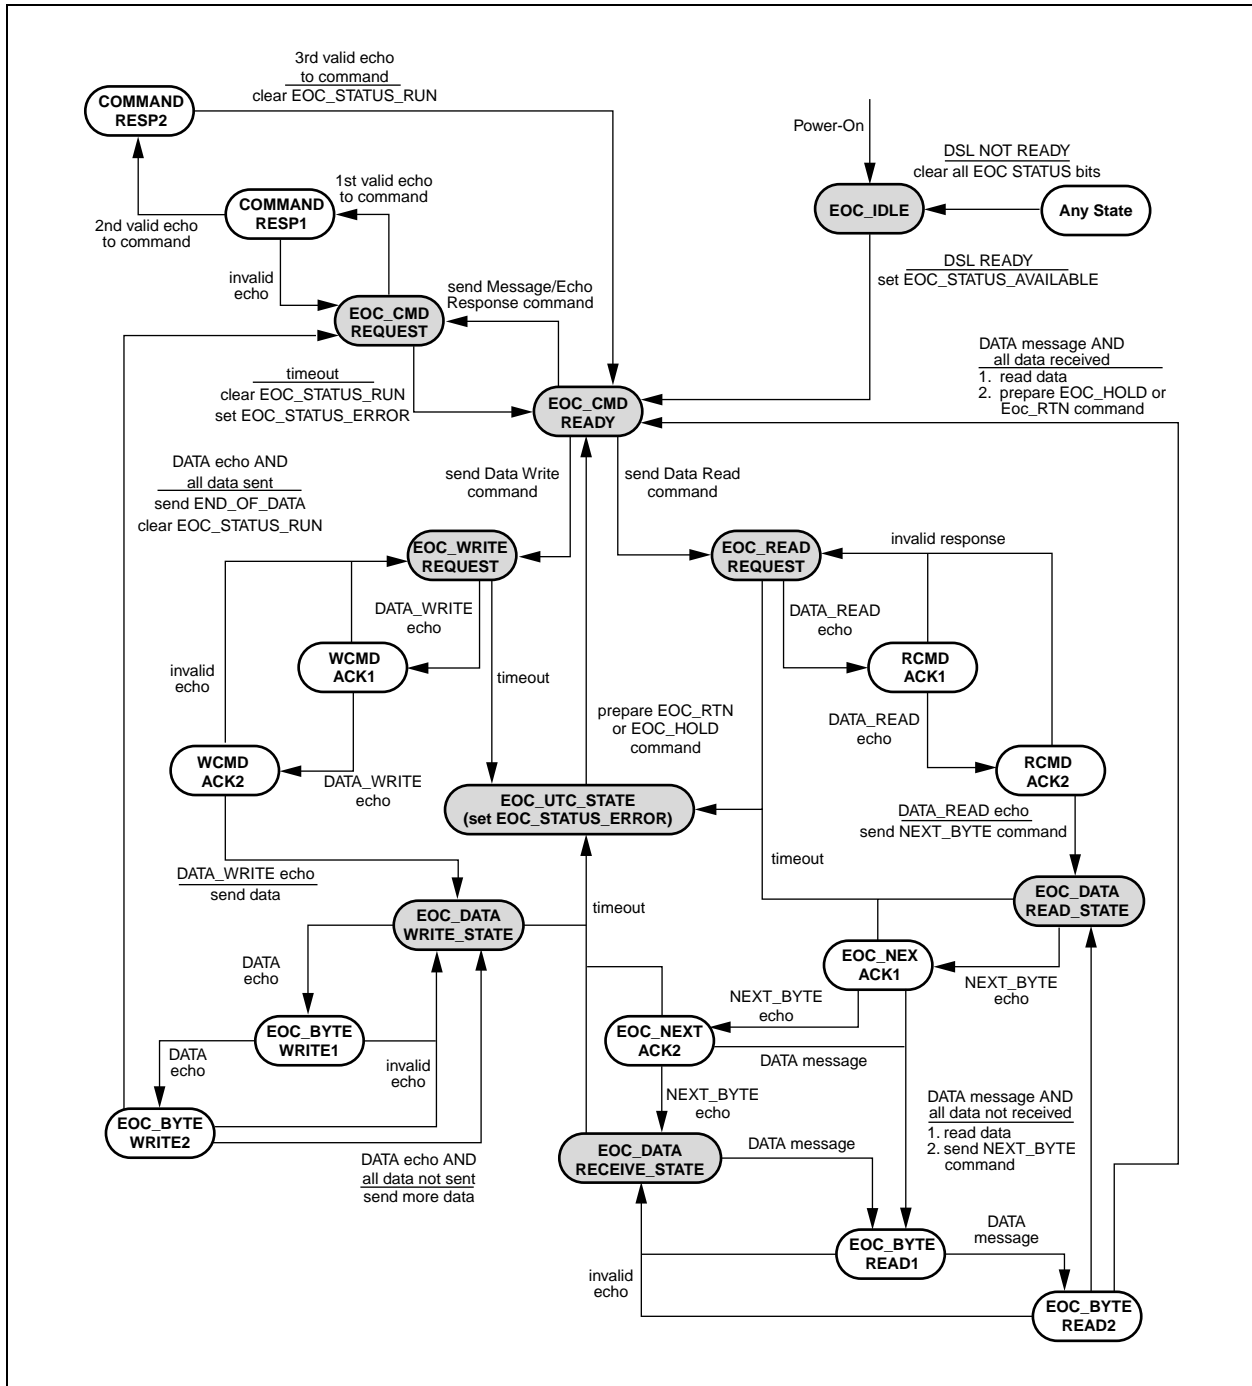 3rd valid echo
to command
clear EOC_STATUS_RUN
COMMAND
RESP2
Power-On
DSL NOT READY
clear all EOC STATUS bits
1st valid echo
to command
COMMAND
RESP1
EOC_IDLE
Any State
2nd valid echo
to command
invalid
echo
DSL READY
set EOC_STATUS_AVAILABLE
send Message/Echo
Response command
EOC_CMD
REQUEST
DATA message AND
all data received
1. read data
2. prepare EOC_HOLD or
Eoc_RTN command
timeout
clear EOC_STATUS_RUN
set EOC_STATUS_ERROR
EOC_CMD
READY
DATA echo AND
all data sent
send END_OF_DATA
clear EOC_STATUS_RUN
send Data Write
command
send Data Read
command
EOC_WRITE
REQUEST
EOC_READ
REQUEST
invalid response
DATA_WRITE
echo
DATA_READ
echo
WCMD
ACK1
RCMD
ACK1
invalid
echo
timeout
prepare EOC_RTN
or EOC_HOLD
command
DATA_READ
echo
WCMD
ACK2
DATA_WRITE
echo
RCMD
ACK2
EOC_UTC_STATE
(set EOC_STATUS_ERROR)
DATA_READ echo
send NEXT_BYTE command
timeout
DATA_WRITE echo
send data
EOC_DATA
READ_STATE
timeout
EOC_DATA
WRITE_STATE
EOC_NEX
ACK1
DATA
echo
NEXT_BYTE
echo
NEXT_BYTE
echo
EOC_BYTE
WRITE1
EOC_NEXT
ACK2
DATA
echo
invalid
echo
DATA message
NEXT_BYTE
echo
DATA message AND
all data not received
1. read data
2. send NEXT_BYTE
command
EOC_BYTE
WRITE2
EOC_DATA
RECEIVE_STATE
DATA message
DATA echo AND
all data not sent
send more data
DATA
message
EOC_BYTE
READ1
invalid
echo
EOC_BYTE
READ2